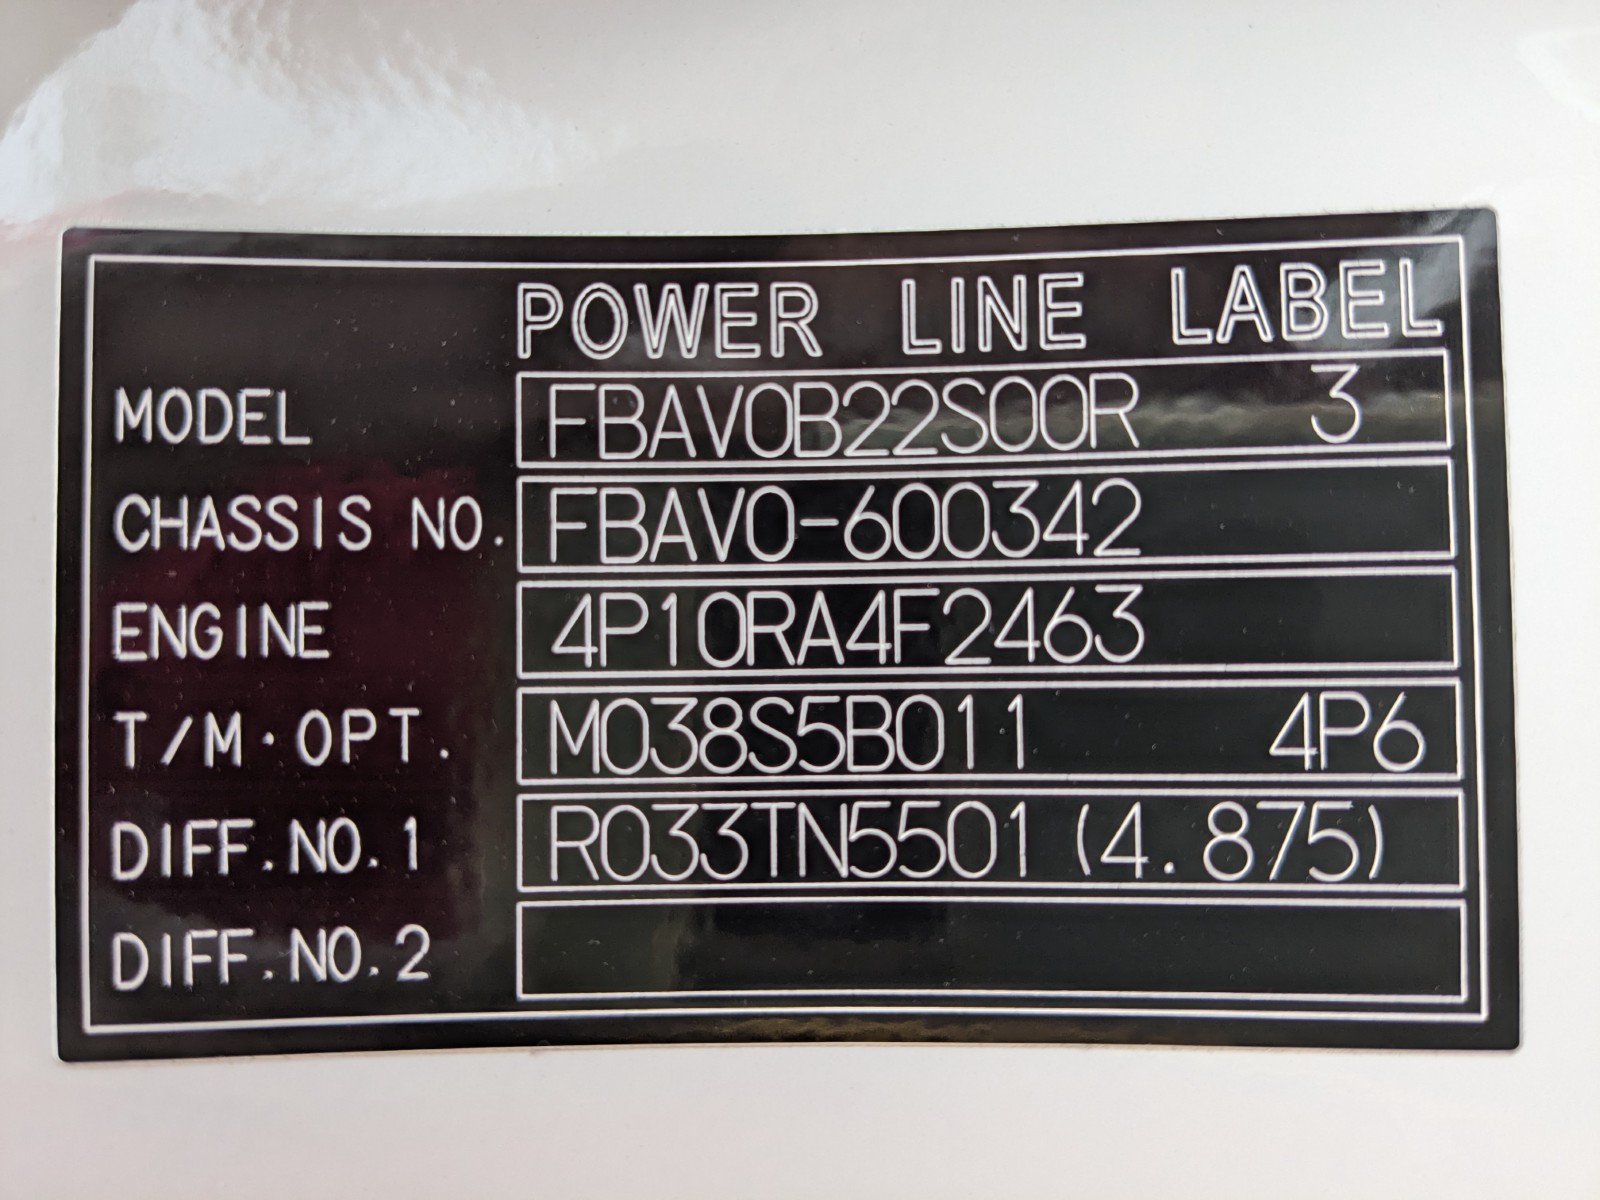 POWER LINE LABEL
MODEL FBAV0B22S00R 3
CHASSIS NO. FBAV0-600342
ENGINE 4P10RA4F2463
T/M·OPT. M038S5B011 4P6
DIFF.NO.1 R033TN5501 (4.875)
DIFF.NO.2